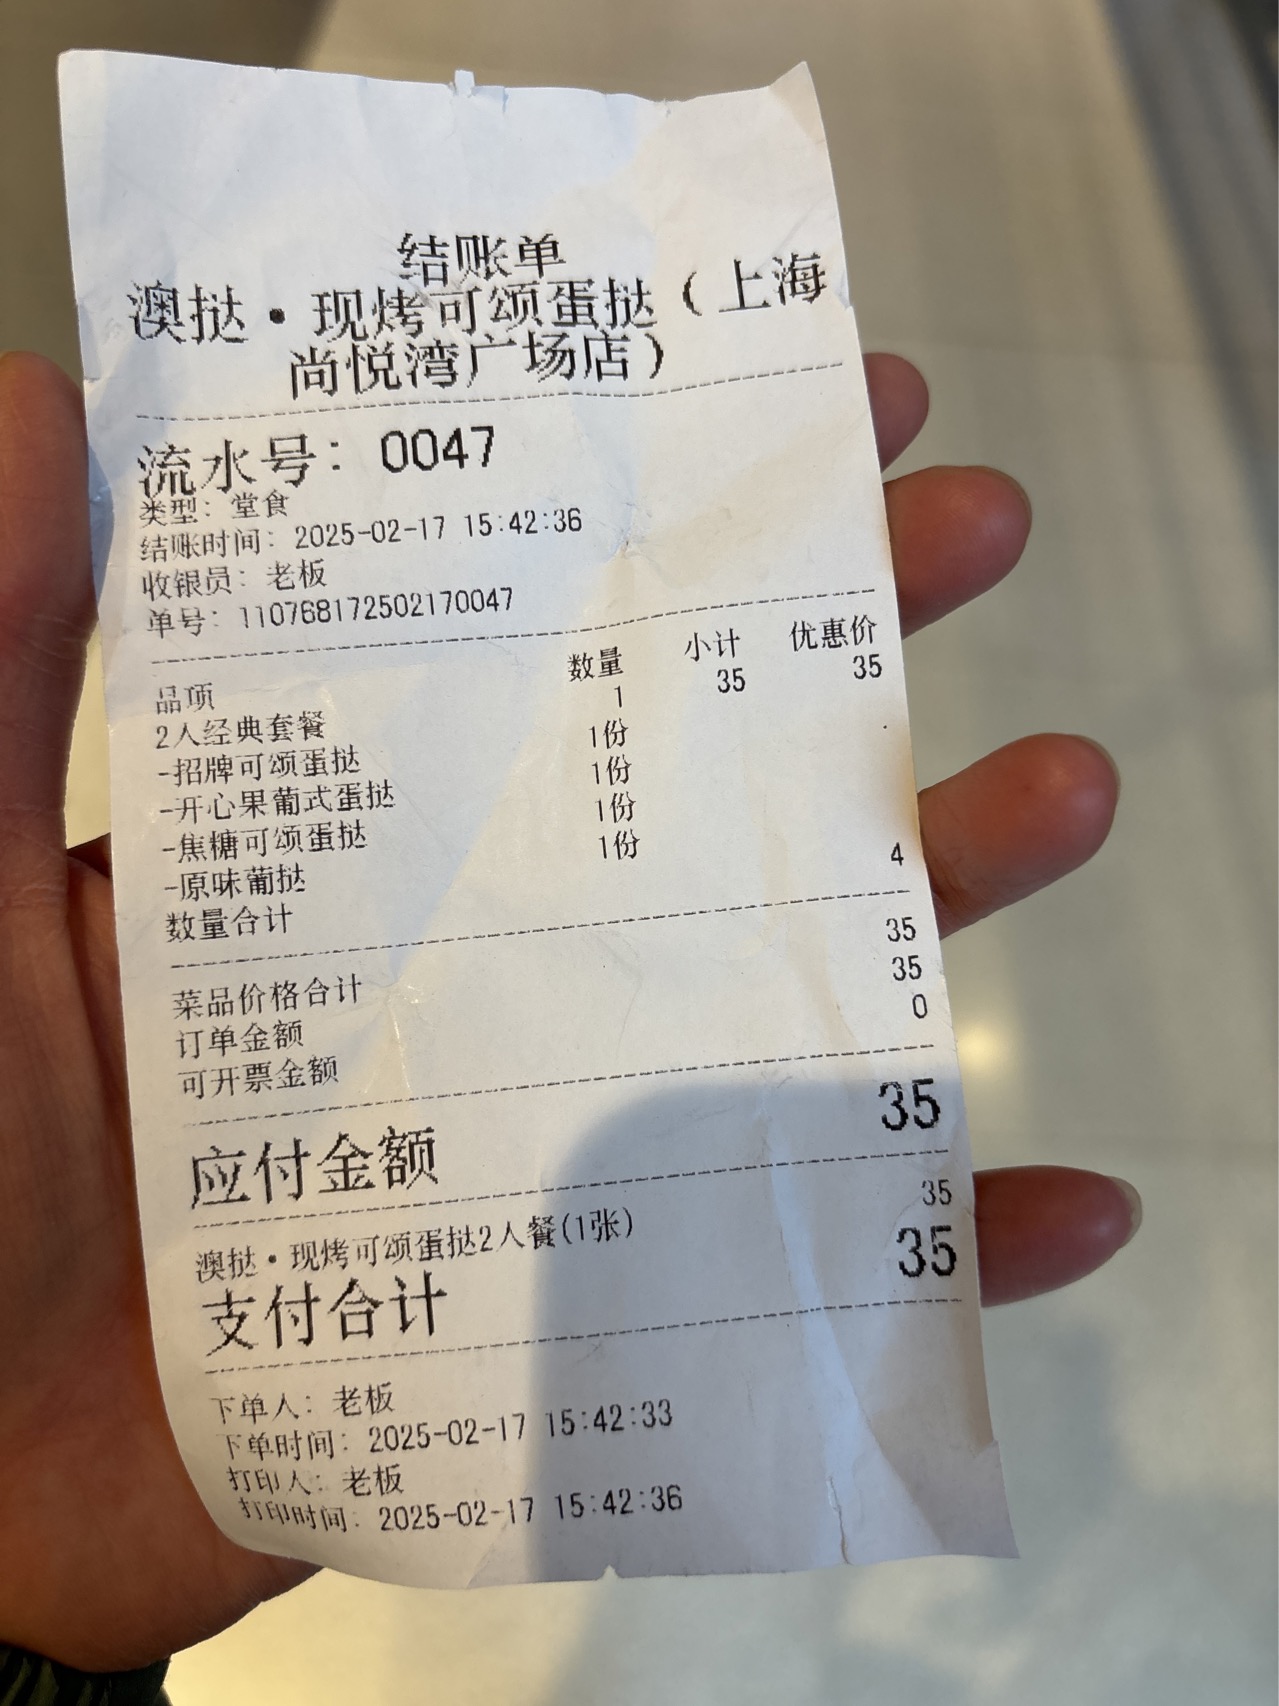 结账单
澳挞·现烤可颂蛋挞（上海
尚悦湾广场店）
流水号：0047
类型：堂食
结账时间：2025-02-17 15:42:36
收银员：老板
单号：110768172502170047
品项 数量 小计 优惠价
2人经典套餐 1 35 35
-招牌可颂蛋挞 1份
-开心果葡式蛋挞 1份
-焦糖可颂蛋挞 1份
-原味葡挞 1份
数量合计 4
菜品价格合计 35
订单金额 35
可开票金额 0
应付金额 35
澳挞·现烤可颂蛋挞2人餐(1张) 35
支付合计 35
下单人：老板
下单时间：2025-02-17 15:42:33
打印人：老板
打印时间：2025-02-17 15:42:36